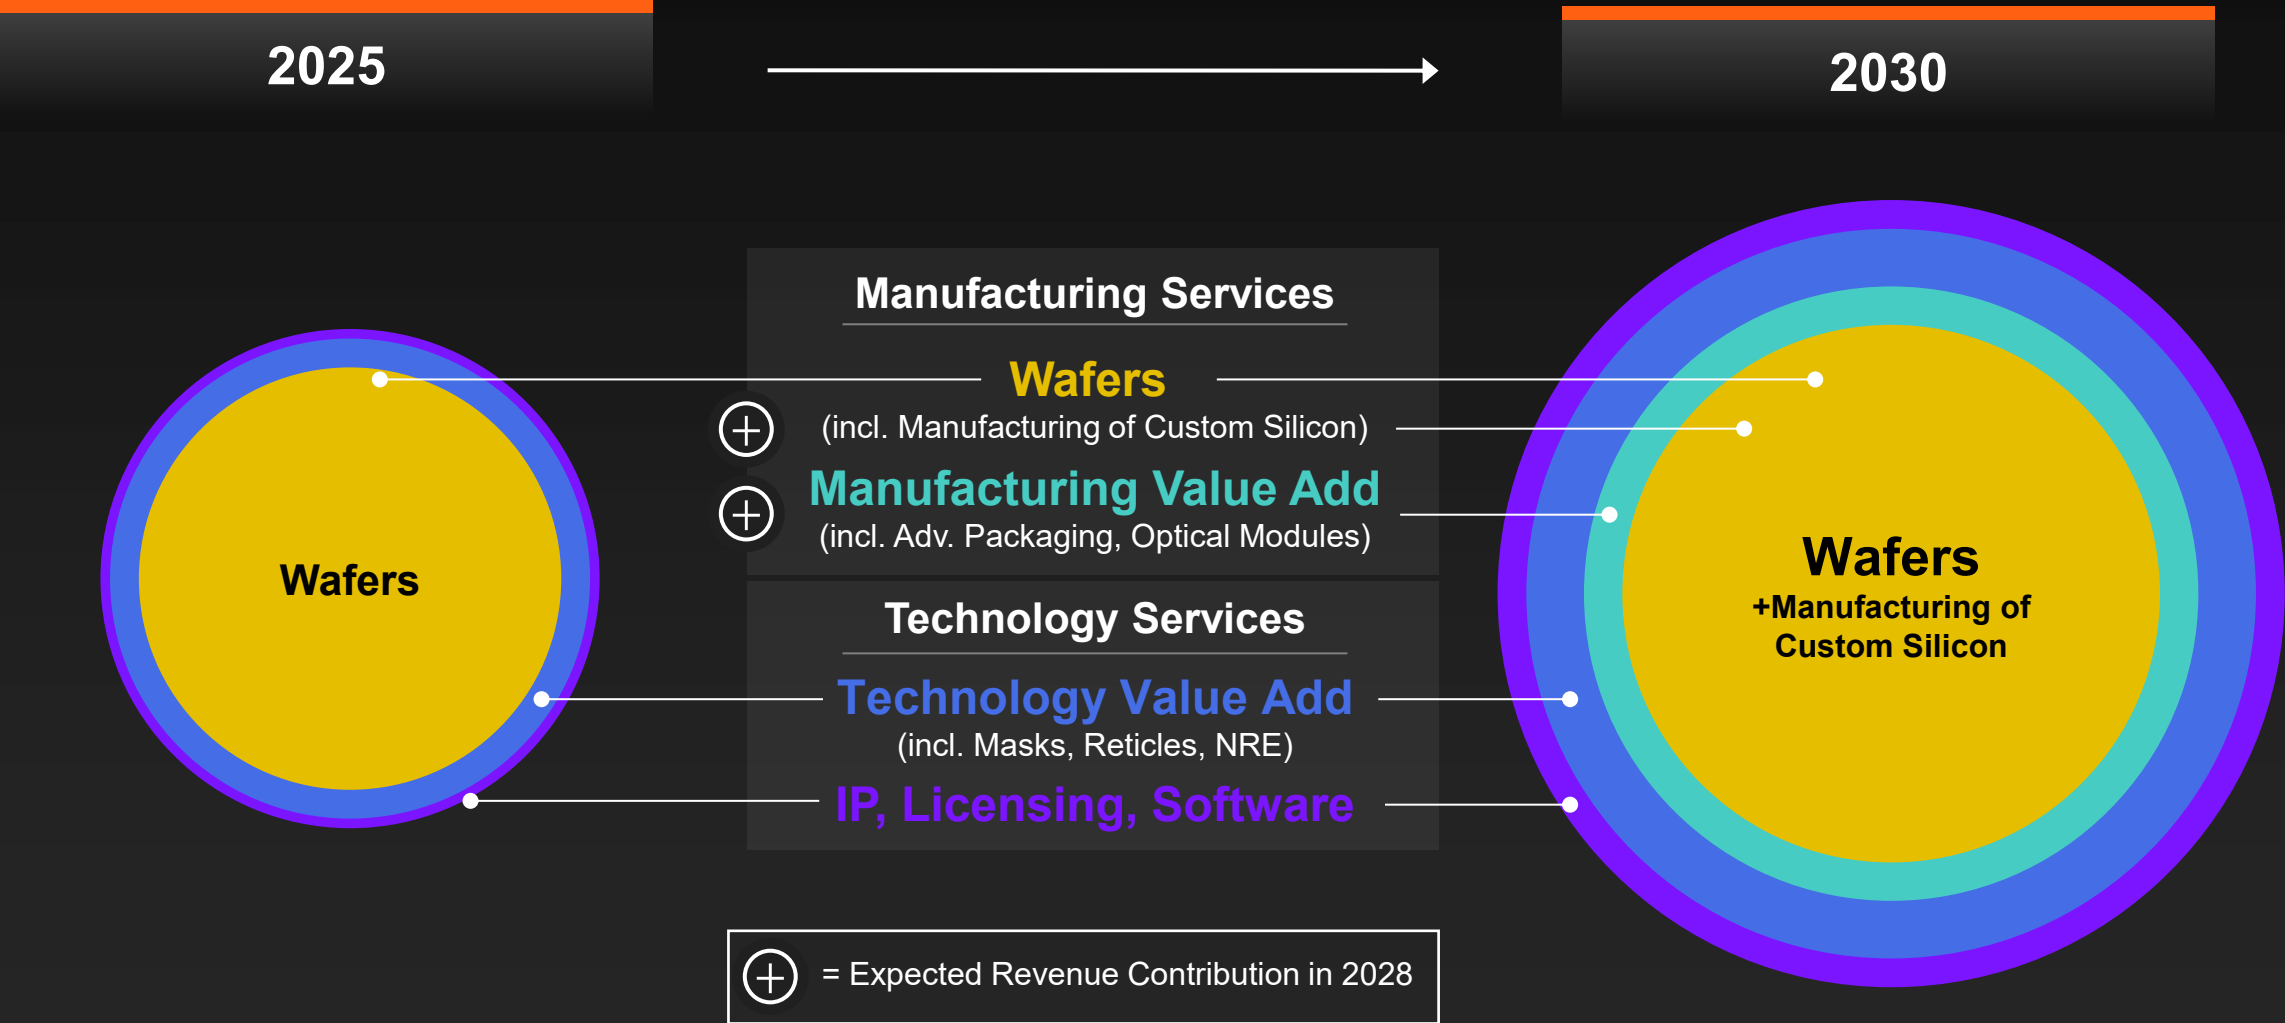 2025
2030
Manufacturing Services
Wafers
(incl. Manufacturing of Custom Silicon)
Manufacturing Value Add
(incl. Adv. Packaging, Optical Modules)
Technology Services
Technology Value Add
(incl. Masks, Reticles, NRE)
IP, Licensing, Software
Wafers
Wafers
+Manufacturing of
Custom Silicon
= Expected Revenue Contribution in 2028